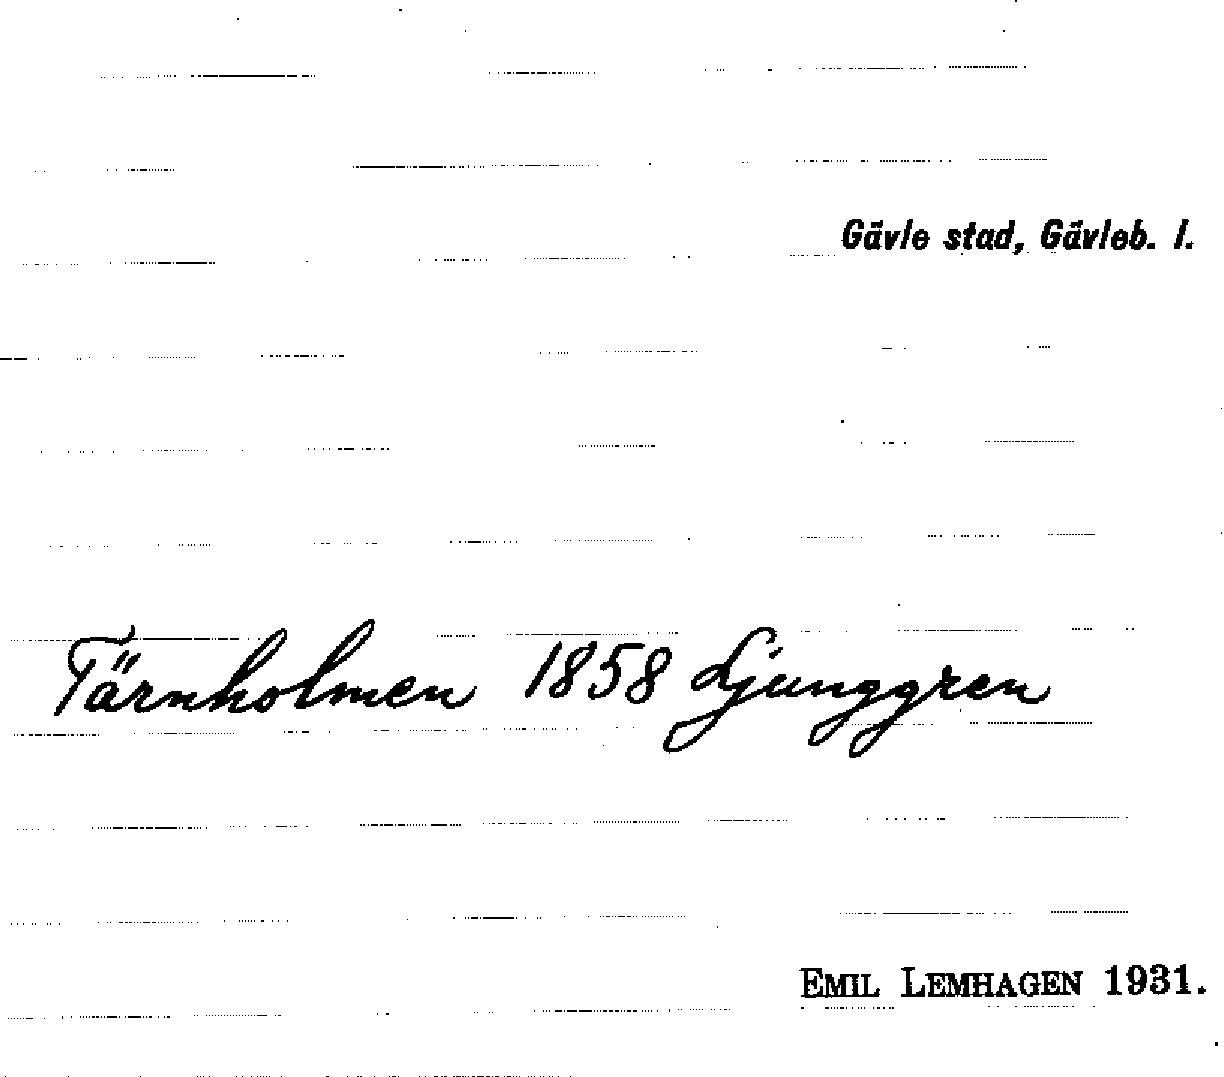 Gävle stad, Gävleb. l.
Tärnholmen 1858 Ljunggren
EMIL LEMHAGEN 1931.